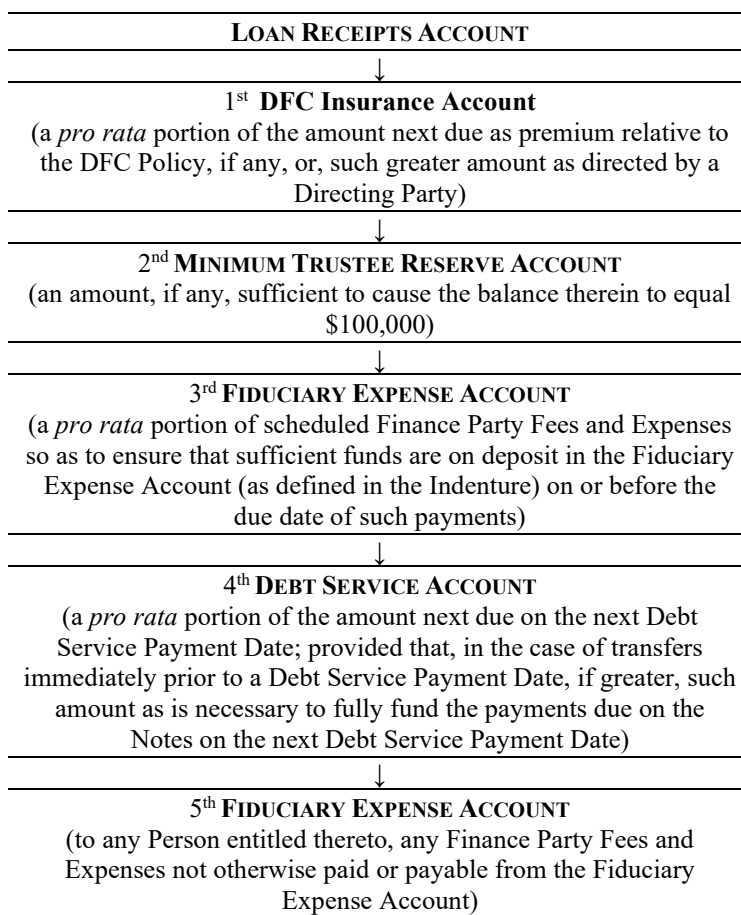 LOAN RECEIPTS ACCOUNT
↓
1st DFC Insurance Account
(a pro rata portion of the amount next due as premium relative to
the DFC Policy, if any, or, such greater amount as directed by a
Directing Party)
↓
2nd MINIMUM TRUSTEE RESERVE ACCOUNT
(an amount, if any, sufficient to cause the balance therein to equal
$100,000)
↓
3rd FIDUCIARY EXPENSE ACCOUNT
(a pro rata portion of scheduled Finance Party Fees and Expenses
so as to ensure that sufficient funds are on deposit in the Fiduciary
Expense Account (as defined in the Indenture) on or before the
due date of such payments)
↓
4th DEBT SERVICE ACCOUNT
(a pro rata portion of the amount next due on the next Debt
Service Payment Date; provided that, in the case of transfers
immediately prior to a Debt Service Payment Date, if greater, such
amount as is necessary to fully fund the payments due on the
Notes on the next Debt Service Payment Date)
↓
5th FIDUCIARY EXPENSE ACCOUNT
(to any Person entitled thereto, any Finance Party Fees and
Expenses not otherwise paid or payable from the Fiduciary
Expense Account)